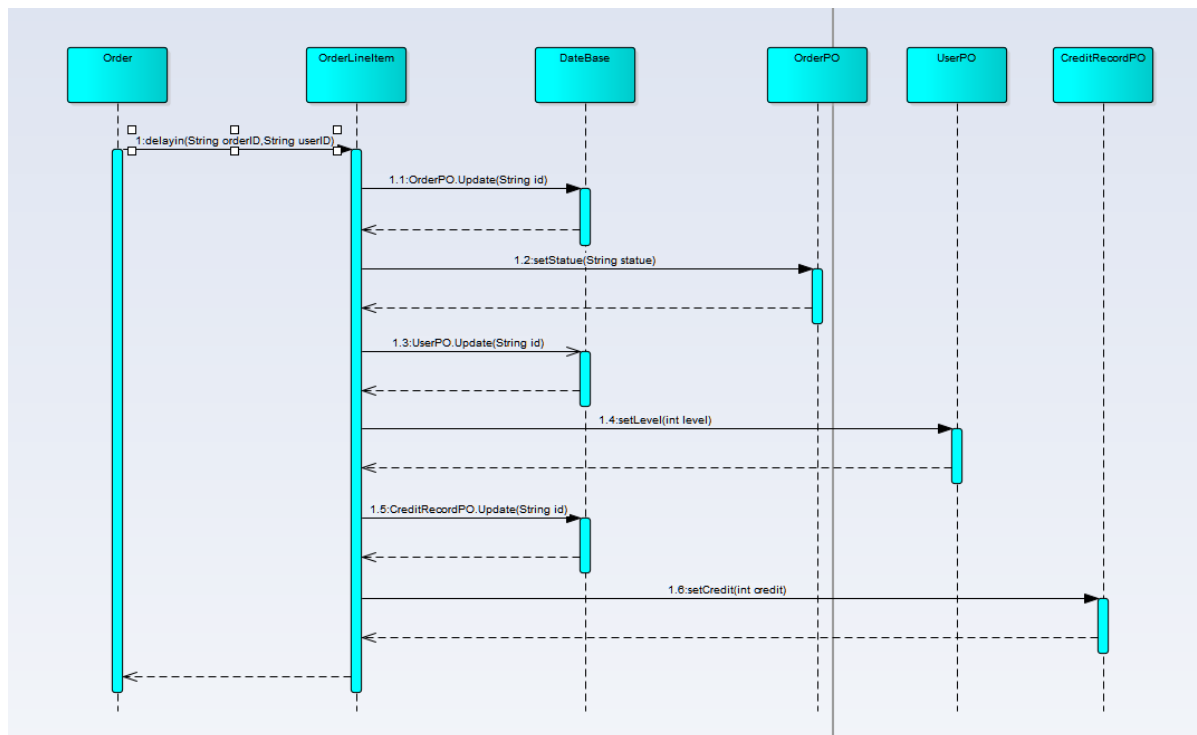 Order
OrderLineItem
DateBase
OrderPO
UserPO
CreditRecordPO
1:delayin(String orderID,String userID)
1.1:OrderPO.Update(String id)
1.2:setStatue(String statue)
1.3:UserPO.Update(String id)
1.4:setLevel(int level)
1.5:CreditRecordPO.Update(String id)
1.6:setCredit(int credit)